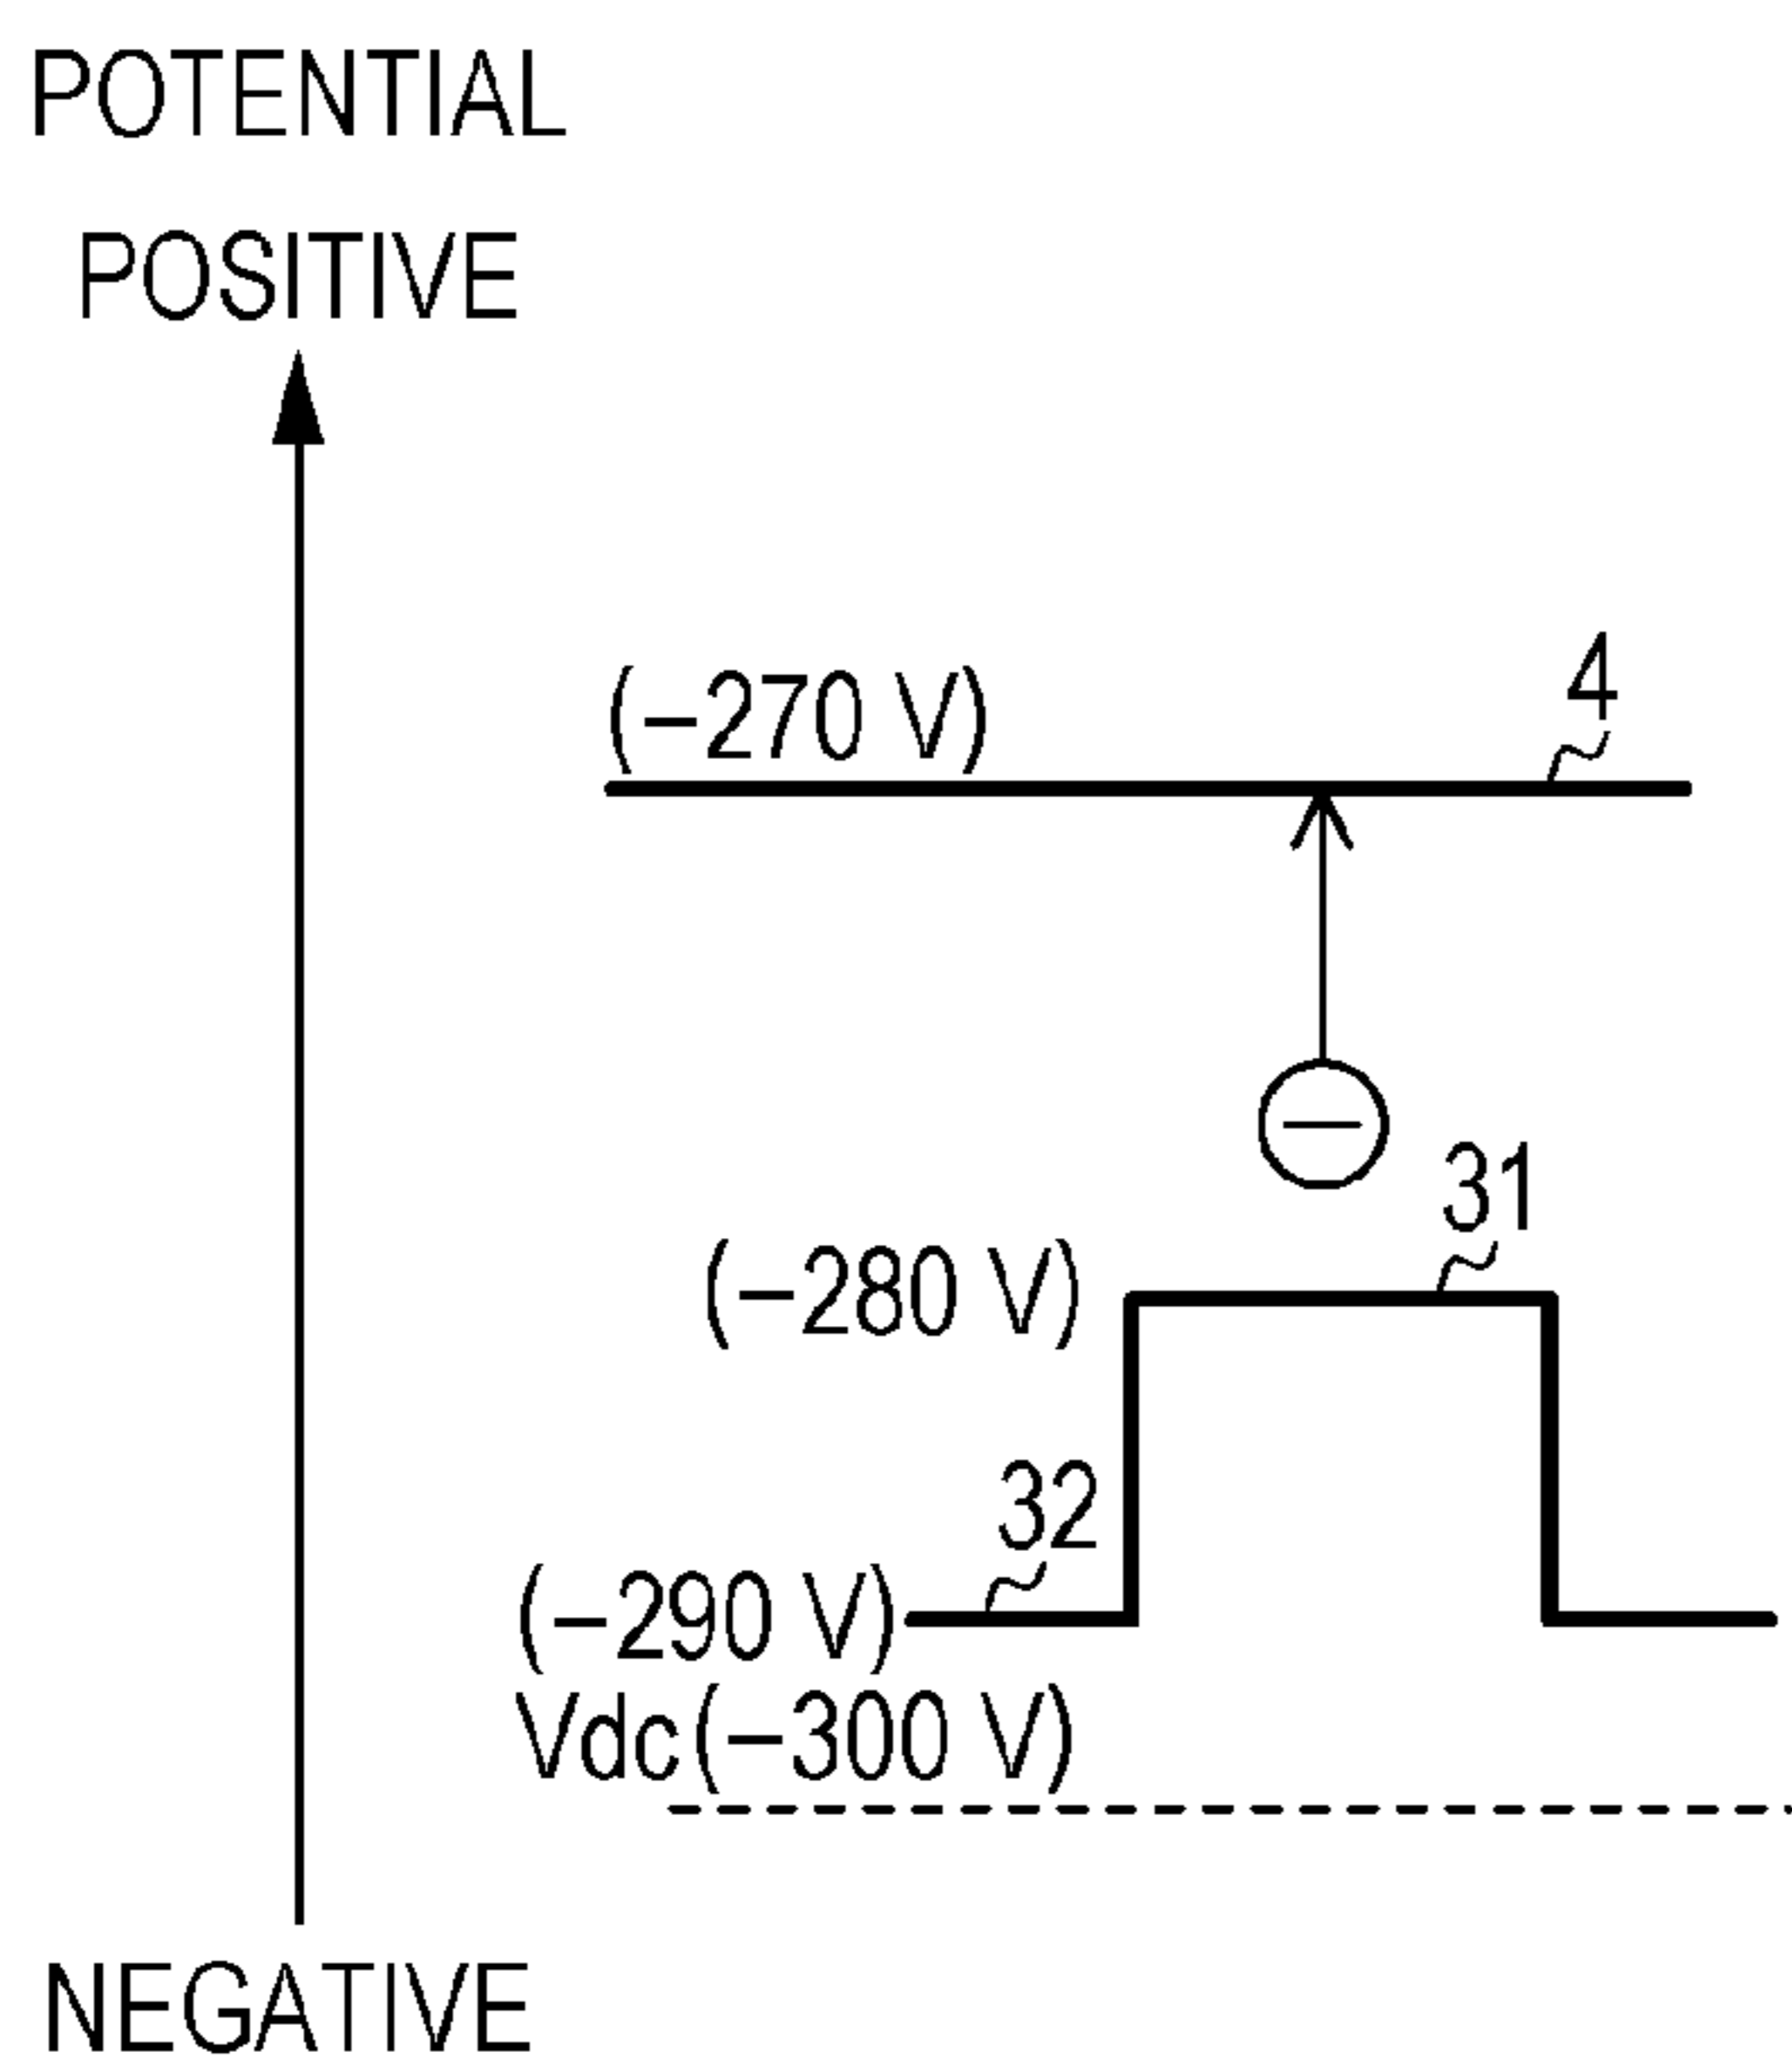 POTENTIAL
POSITIVE
4
(−270 V)
−
31
(−280 V)
32
(−290 V)
Vdc(−300 V)
NEGATIVE